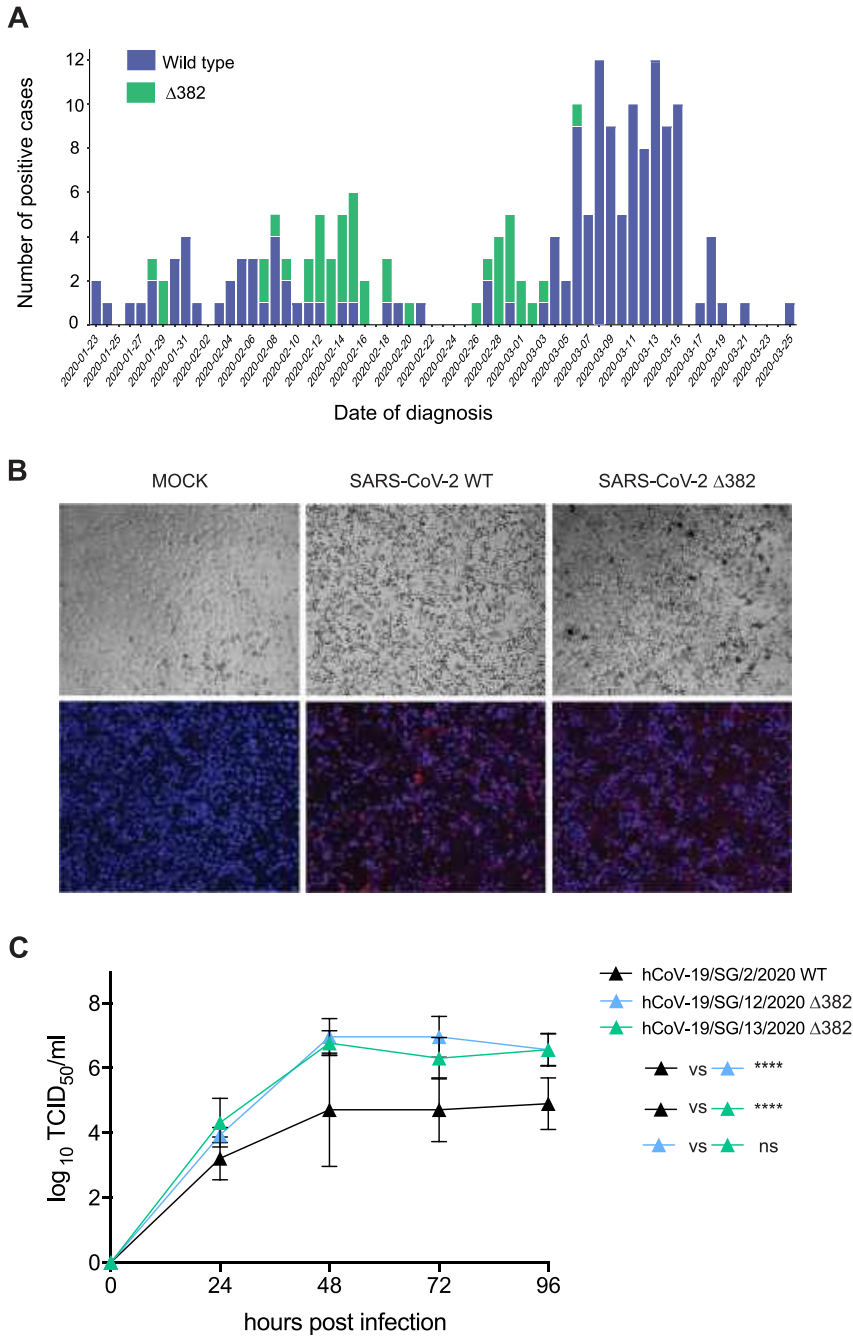 A
Wild type
Δ382
Number of positive cases
12
10
8
6
4
2
0
2020-01-23
2020-01-25
2020-01-27
2020-01-29
2020-01-31
2020-02-02
2020-02-04
2020-02-06
2020-02-08
2020-02-10
2020-02-12
2020-02-14
2020-02-16
2020-02-18
2020-02-20
2020-02-22
2020-02-24
2020-02-26
2020-02-28
2020-03-01
2020-03-03
2020-03-05
2020-03-07
2020-03-09
2020-03-11
2020-03-13
2020-03-15
2020-03-17
2020-03-19
2020-03-21
2020-03-23
2020-03-25
Date of diagnosis
B
MOCK SARS-CoV-2 WT SARS-CoV-2 Δ382
C
log 10 TCID50/ml
8
6
4
2
0
0 24 48 72 96
hours post infection
hCoV-19/SG/2/2020 WT
hCoV-19/SG/12/2020 Δ382
hCoV-19/SG/13/2020 Δ382
vs ****
vs ****
vs ns